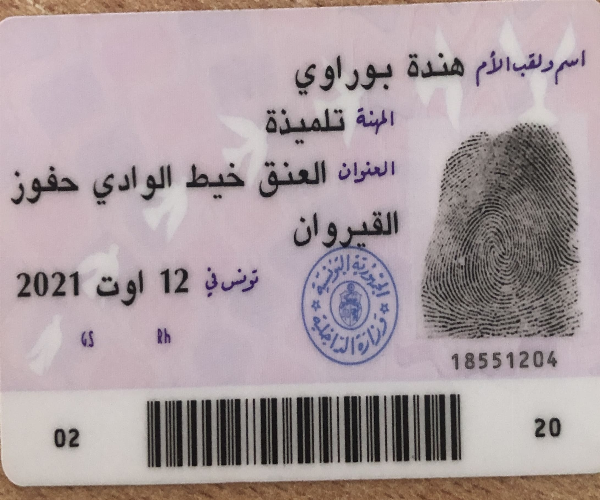 اسم ولقب الأم هندة بوراوي
المهنة تلميذة
العنوان العنق خيط الوادي حفوز
القيروان
تونس في 12 اوت 2021
GS Rh
الجمهورية التونسية
وزارة الداخلية
18551204
02 20